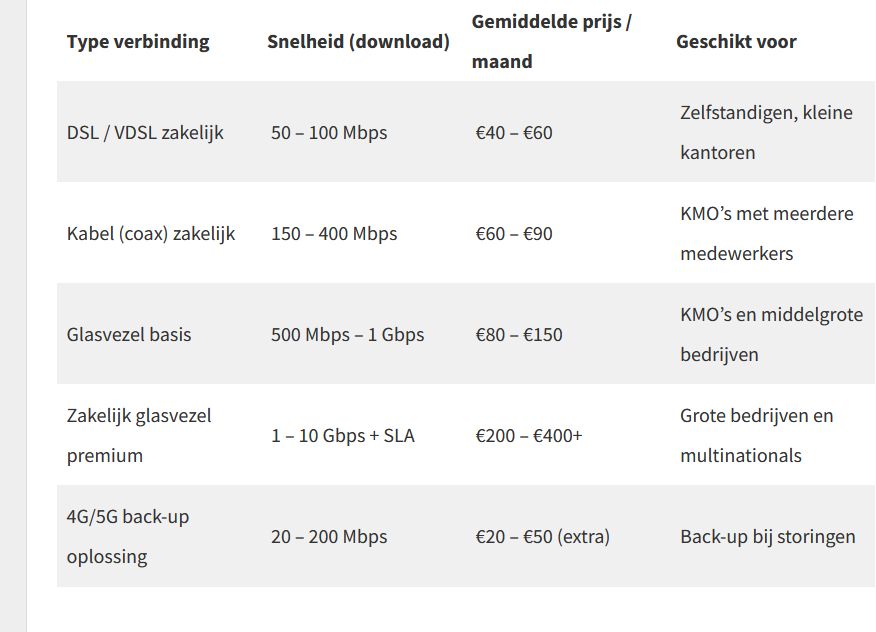 Type verbinding
Snelheid (download)
Gemiddelde prijs /
maand
Geschikt voor
DSL / VDSL zakelijk
50 – 100 Mbps
€40 – €60
Zelfstandigen, kleine
kantoren
Kabel (coax) zakelijk
150 – 400 Mbps
€60 – €90
KMO’s met meerdere
medewerkers
Glasvezel basis
500 Mbps – 1 Gbps
€80 – €150
KMO’s en middelgrote
bedrijven
Zakelijk glasvezel
premium
1 – 10 Gbps + SLA
€200 – €400+
Grote bedrijven en
multinationals
4G/5G back-up
oplossing
20 – 200 Mbps
€20 – €50 (extra)
Back-up bij storingen